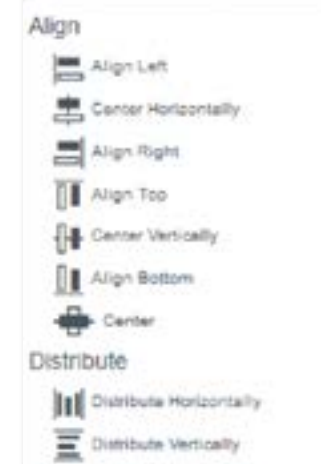 Align
Align Left
Center Horizontally
Align Right
Align Top
Center Vertically
Align Bottom
Center
Distribute
Distribute Horizontally
Distribute Vertically